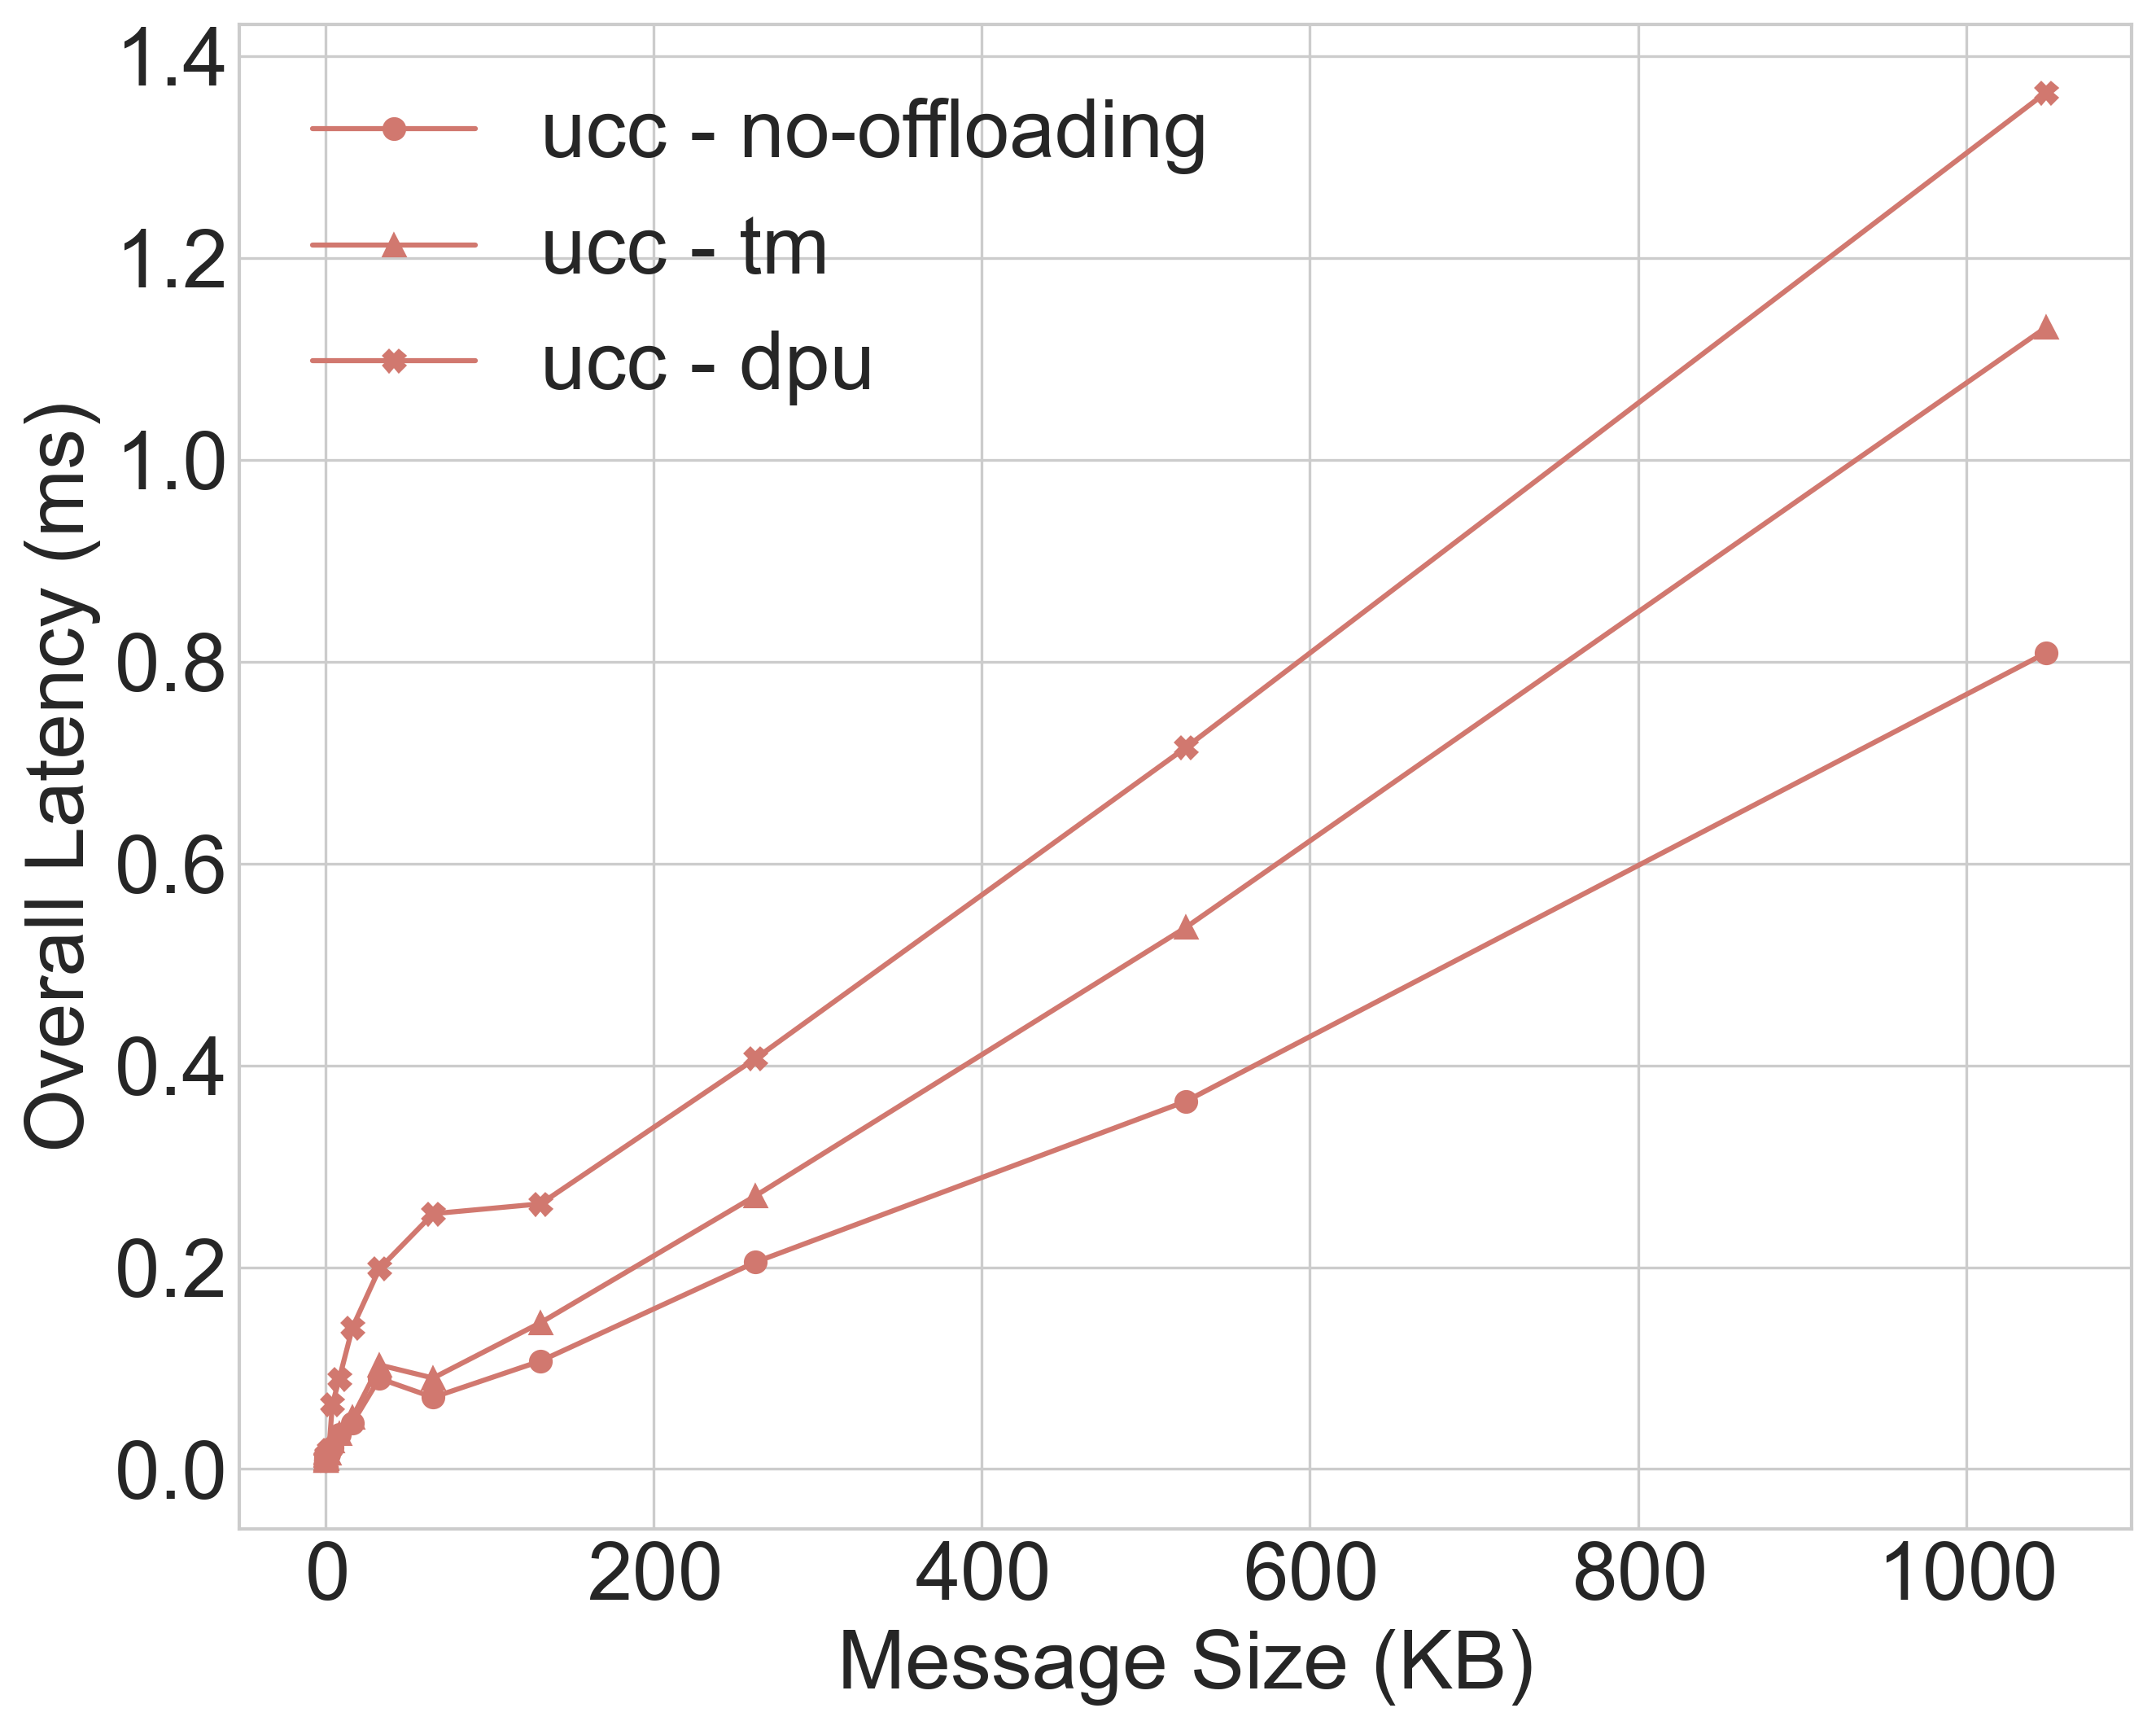 1.4
1.2
1.0
0.8
0.6
0.4
0.2
0.0
Overall Latency (ms)
ucc - no-offloading
ucc - tm
ucc - dpu
0 200 400 600 800 1000
Message Size (KB)